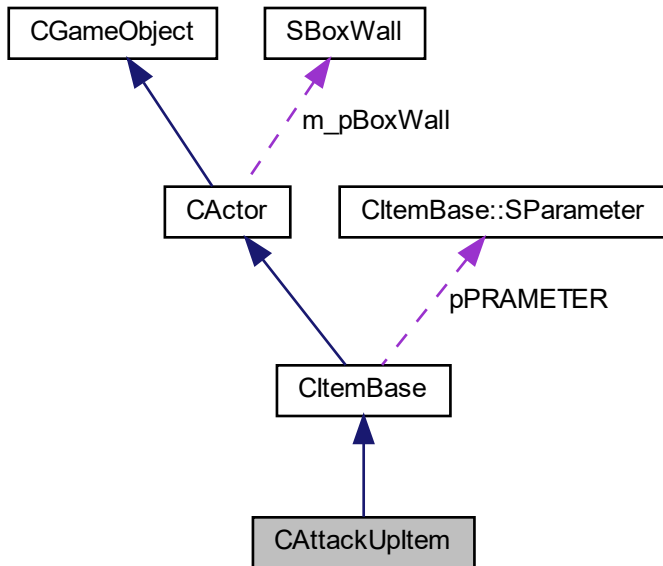 CGameObject
SBoxWall
m_pBoxWall
CActor
CItemBase::SParameter
pPRAMETER
CItemBase
CAttackUpItem